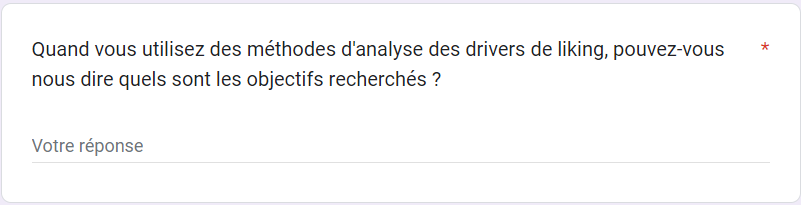 Quand vous utilisez des méthodes d'analyse des drivers de liking, pouvez-vous *
nous dire quels sont les objectifs recherchés ?
Votre réponse